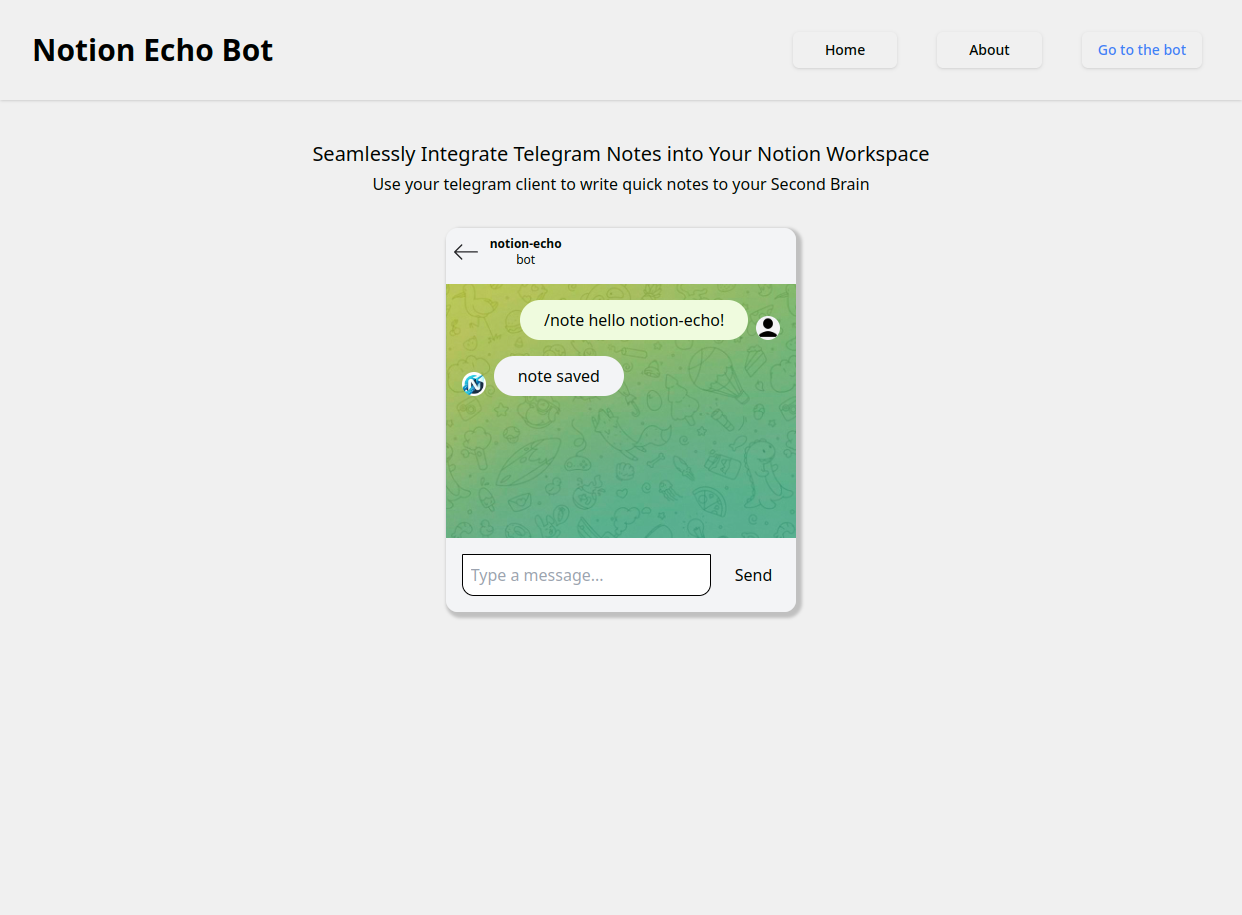 Notion Echo Bot
Home
About
Go to the bot
Seamlessly Integrate Telegram Notes into Your Notion Workspace
Use your telegram client to write quick notes to your Second Brain
notion-echo
bot
/note hello notion-echo!
note saved
Type a message...
Send